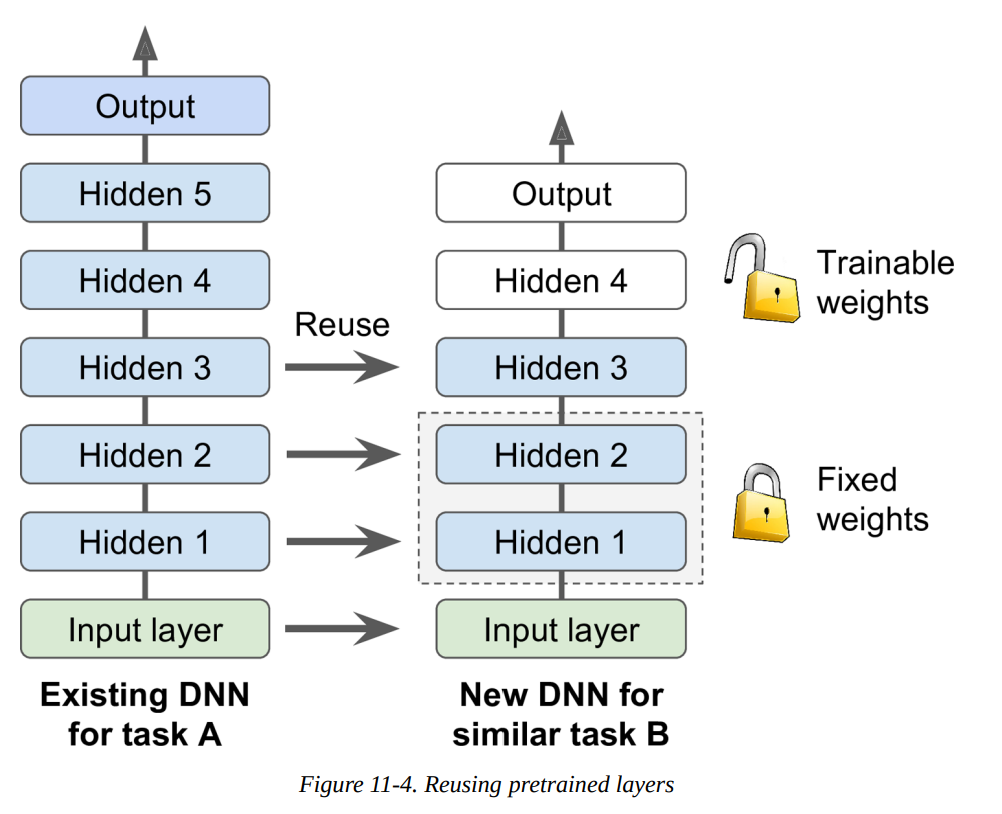 Output
Hidden 5
Hidden 4
Hidden 3
Hidden 2
Hidden 1
Input layer
Existing DNN
for task A
Reuse
Output
Hidden 4
Hidden 3
Hidden 2
Hidden 1
Input layer
New DNN for
similar task B
Trainable
weights
Fixed
weights
Figure 11-4. Reusing pretrained layers